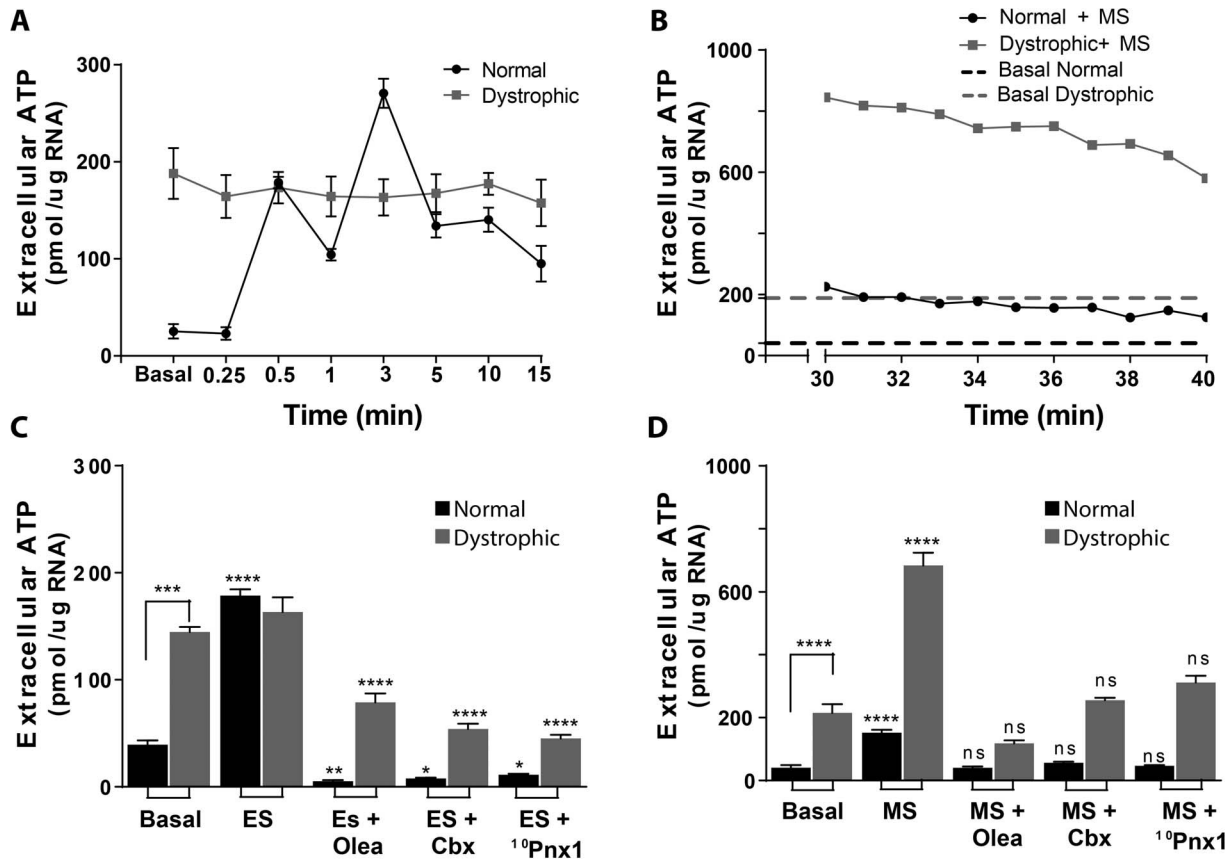 A
Extracellular ATP
(pmol/ug RNA)
300
200
100
0
Normal
Dystrophic
Basal 0.25 0.5 1 3 5 10 15
Time (min)
B
Extracellular ATP
(pmol/ug RNA)
1000
600
200
0
Normal + MS
Dystrophic+ MS
Basal Normal
Basal Dystrophic
30 32 34 36 38 40
Time (min)
C
Extracellular ATP
(pmol/ug RNA)
300
200
100
0
Normal
Dystrophic
*** **** ** **** * **** * ****
Basal ES Es + ES + ES +
Olea Cbx ¹⁰Pnx1
D
Extracellular ATP
(pmol/ug RNA)
1000
600
200
0
Normal
Dystrophic
**** **** **** ns ns ns ns ns ns
Basal MS MS + MS + MS +
Olea Cbx ¹⁰Pnx1